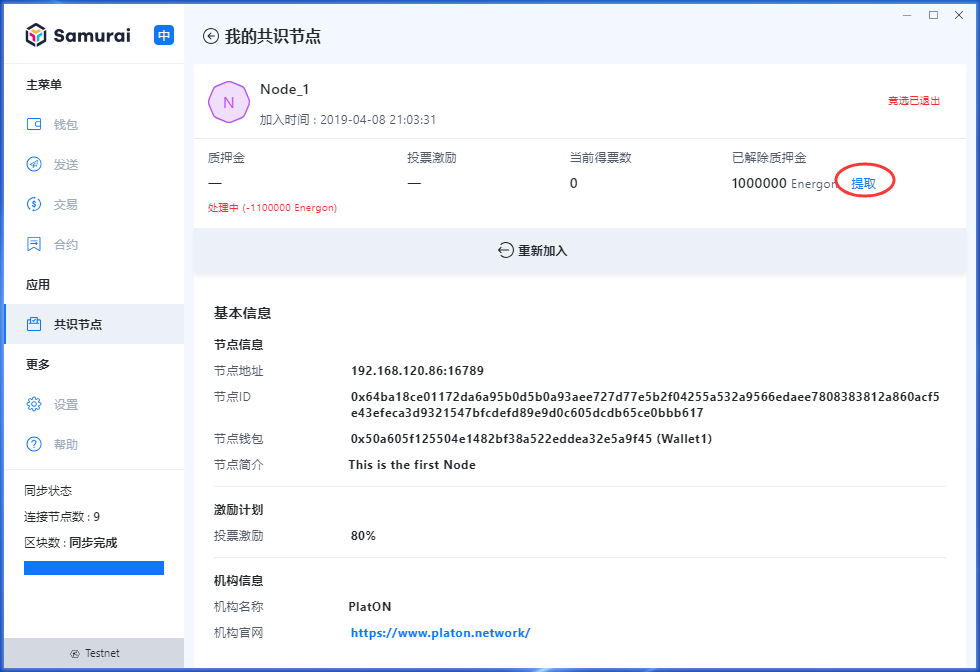 Samurai
中
主菜单
钱包
发送
交易
合约
应用
共识节点
更多
设置
帮助
同步状态
连接节点数 : 9
区块数 : 同步完成
Testnet
我的共识节点
N
Node_1
加入时间 : 2019-04-08 21:03:31
竞选已退出
质押金 投票激励 当前得票数 已解除质押金
— — 0 1000000 Energon 提取
处理中 (-1100000 Energon)
重新加入
基本信息
节点信息
节点地址 192.168.120.86:16789
节点ID 0x64ba18ce01172da6a95b0d5b0a93aee727d77e5b2f04255a532a9566edaee7808383812a860acf5
e43efeca3d9321547bfcdefd89e9d0c605dcdb65ce0bbb617
节点钱包 0x50a605f125504e1482bf38a522eddea32e5a9f45 (Wallet1)
节点简介 This is the first Node
激励计划
投票激励 80%
机构信息
机构名称 PlatON
机构官网 https://www.platon.network/